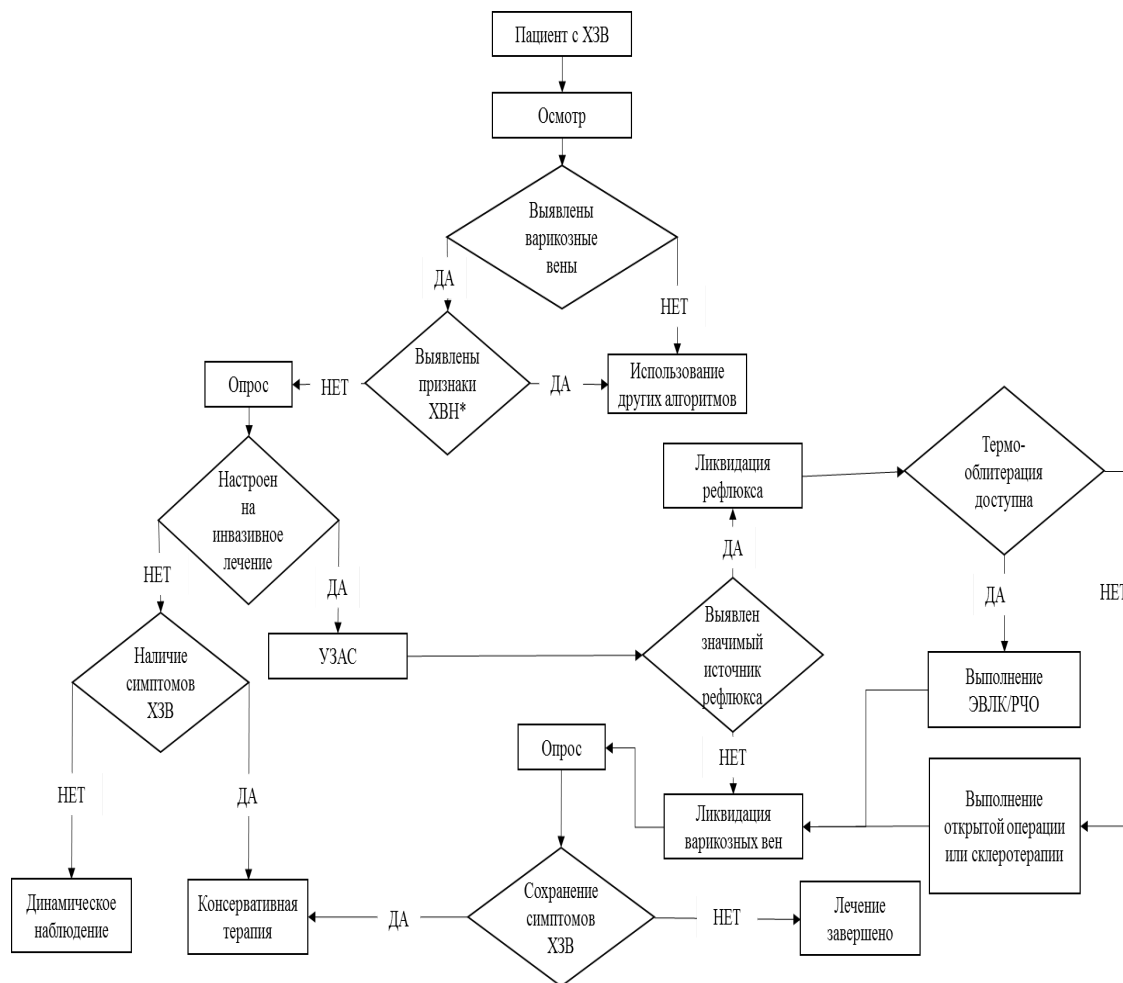 Пациент с ХЗВ
Осмотр
Выявлены
варикозные
вены
ДА
НЕТ
Выявлены
признаки
ХВН*
НЕТ
ДА
Опрос
Использование
других алгоритмов
Настроен
на
инвазивное
лечение
НЕТ
ДА
Ликвидация
рефлюкса
Термо-
облитерация
доступна
ДА
НЕТ
ДА
Выявлен
значимый
источник
рефлюкса
УЗАС
Наличие
симптомов
ХЗВ
НЕТ
ДА
Выполнение
ЭВЛК/РЧО
НЕТ
Опрос
Ликвидация
варикозных вен
Выполнение
открытой операции
или склеротерапии
Динамическое
наблюдение
Консервативная
терапия
ДА
Сохранение
симптомов
ХЗВ
НЕТ
Лечение
завершено